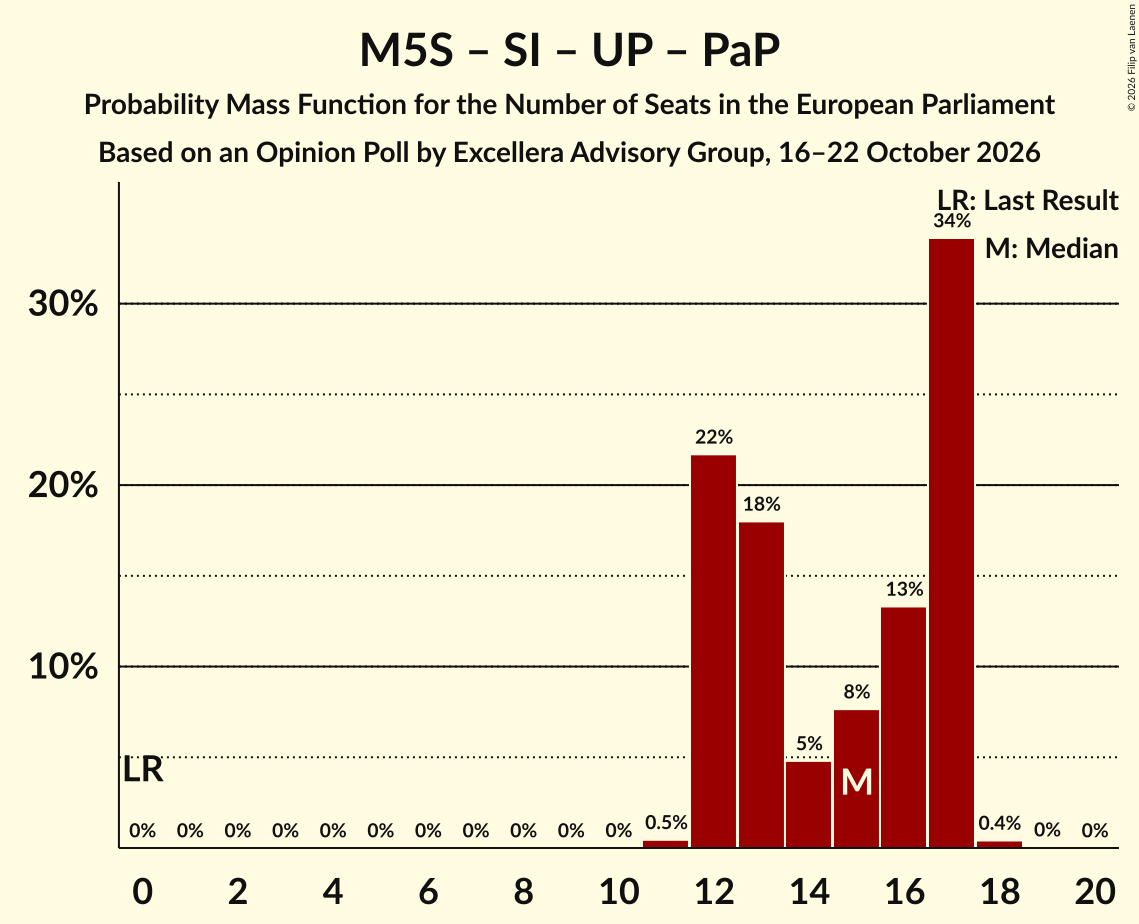 M5S – SI – UP – PaP
Probability Mass Function for the Number of Seats in the European Parliament
Based on an Opinion Poll by Excellera Advisory Group, 16–22 October 2026
© 2026 Filip van Laenen
LR: Last Result
M: Median
34%
30%
22%
20%
18%
13%
10%
8%
5%
LR
M
0% 0% 0% 0% 0% 0% 0% 0% 0% 0% 0% 0.5% 0.4% 0% 0%
0 2 4 6 8 10 12 14 16 18 20